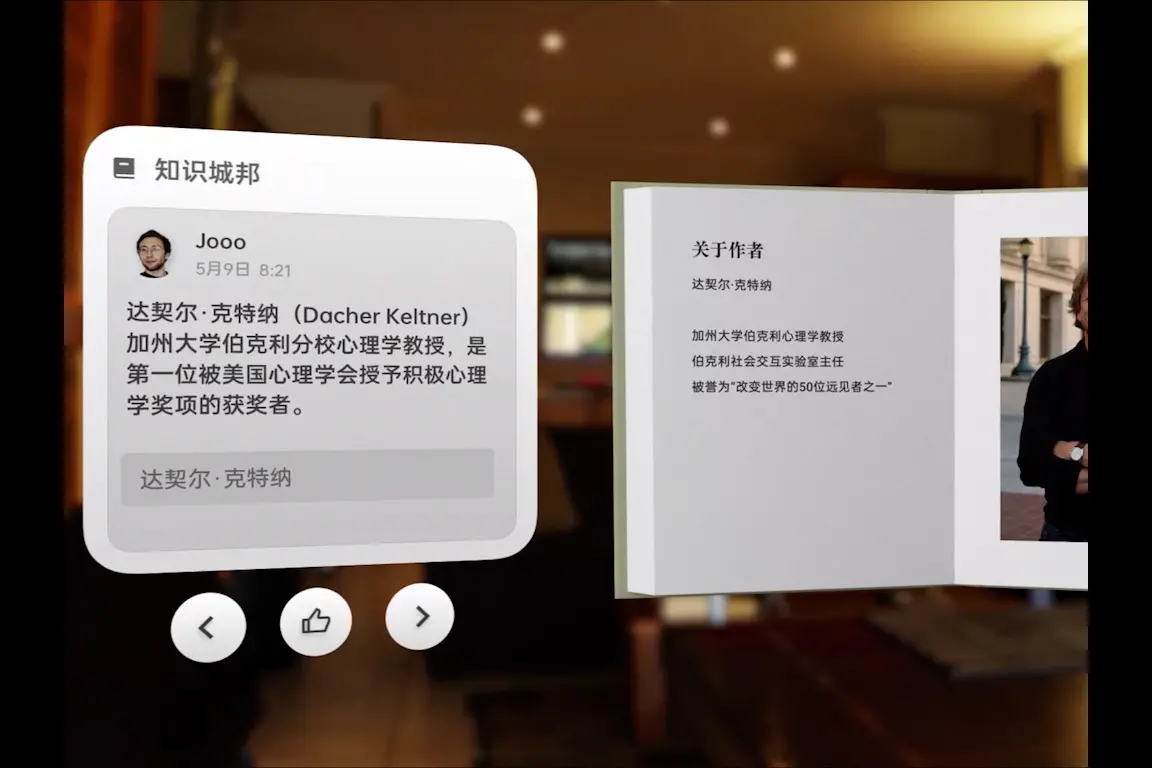 知识城邦
Jooo
5月9日 8:21
达契尔·克特纳（Dacher Keltner）
加州大学伯克利分校心理学教授，是
第一位被美国心理学会授予积极心理
学奖项的获奖者。
达契尔·克特纳
关于作者
达契尔·克特纳
加州大学伯克利心理学教授
伯克利社会交互实验室主任
被誉为“改变世界的50位远见者之一”